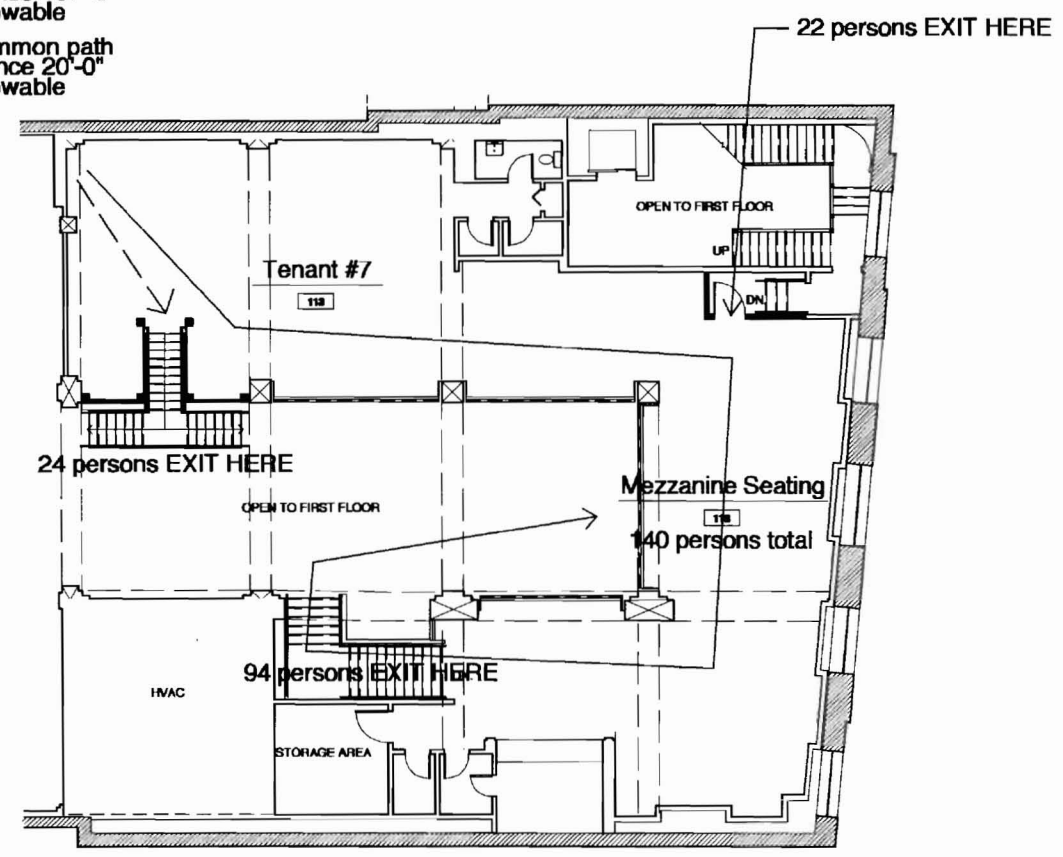 wable
mmon path
nce 20'-0"
wable
22 persons EXIT HERE
OPEN TO FIRST FLOOR
UP
Tenant #7
113
DN.
24 persons EXIT HERE
OPEN TO FIRST FLOOR
Mezzanine Seating
140 persons total
94 persons EXIT HERE
HVAC
STORAGE AREA